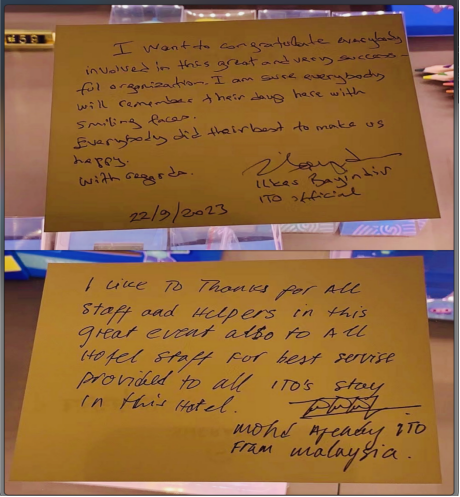 I want to congratulate everybody
involved in this great and very success-
ful organization. I am sure everybody
will remember their days here with
smiling faces.
Everybody did their best to make us
happy.
With regards.
Ilkes Bayindir
ITO official
22/9/2023
I Like To Thanks for All
Staff and Helpers in this
great event also to All
Hotel Staff For best servise
provided to all ITO's stay
in this Hotel.
mohd ITO
From malaysia.